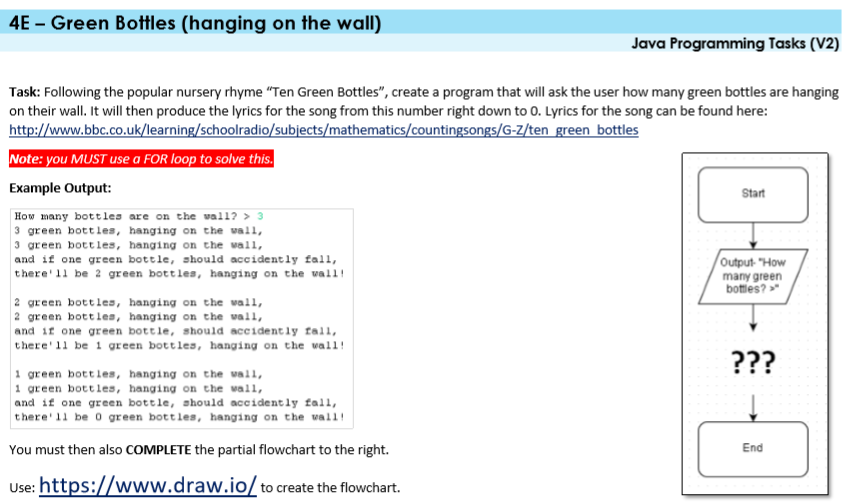 4E – Green Bottles (hanging on the wall)
Java Programming Tasks (V2)
Task: Following the popular nursery rhyme “Ten Green Bottles”, create a program that will ask the user how many green bottles are hanging
on their wall. It will then produce the lyrics for the song from this number right down to 0. Lyrics for the song can be found here:
http://www.bbc.co.uk/learning/schoolradio/subjects/mathematics/countingsongs/G-Z/ten_green_bottles
Note: you MUST use a FOR loop to solve this.
Example Output:
How many bottles are on the wall? > 3
3 green bottles, hanging on the wall,
3 green bottles, hanging on the wall,
and if one green bottle, should accidently fall,
there'll be 2 green bottles, hanging on the wall!
2 green bottles, hanging on the wall,
2 green bottles, hanging on the wall,
and if one green bottle, should accidently fall,
there'll be 1 green bottles, hanging on the wall!
1 green bottles, hanging on the wall,
1 green bottles, hanging on the wall,
and if one green bottle, should accidently fall,
there'll be 0 green bottles, hanging on the wall!
Start
Output- "How
many green
bottles? >"
???
End
You must then also COMPLETE the partial flowchart to the right.
Use: https://www.draw.io/ to create the flowchart.